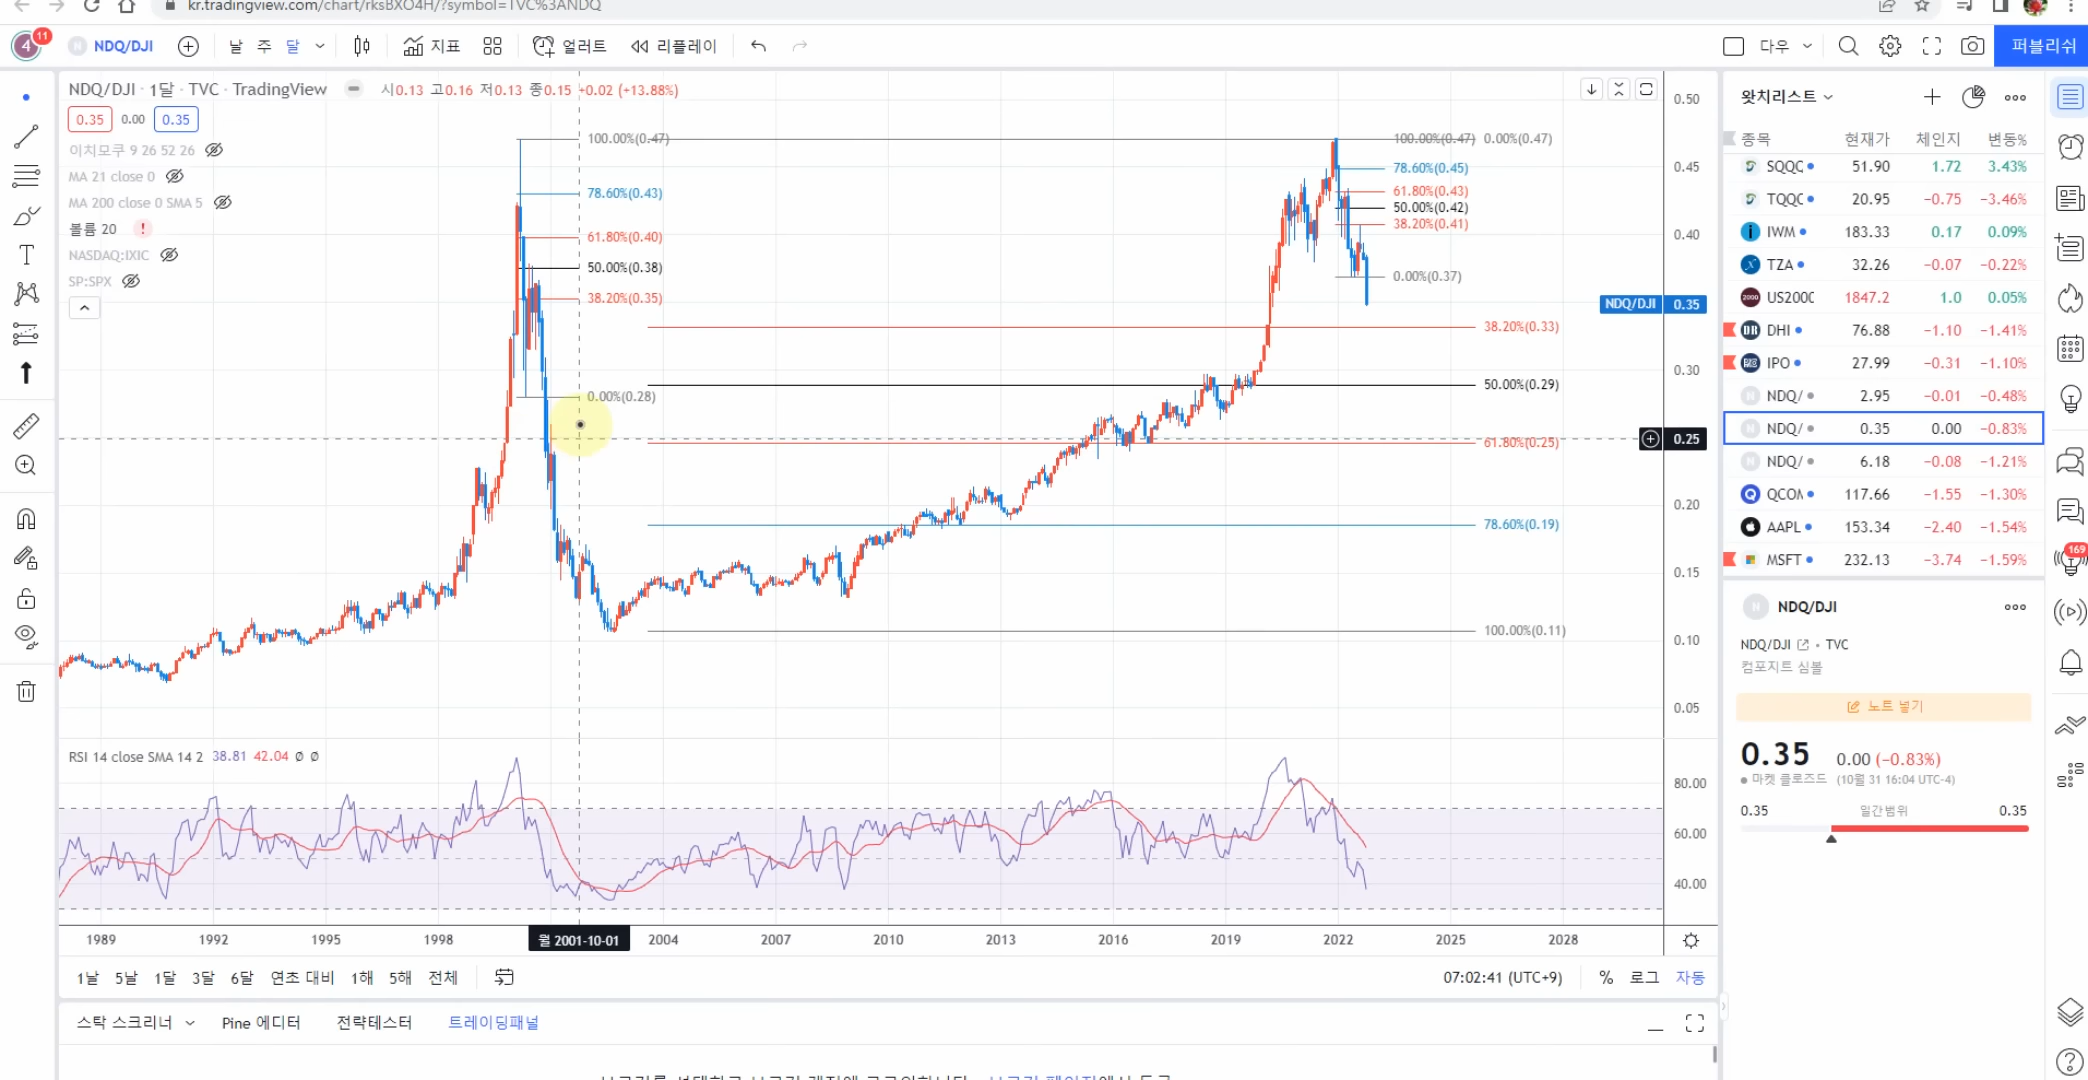 kr.tradingview.com/chart/rksBXO4H/?symbol=TVC%3ANDQ
4 11 NDQ/DJI 날 주 달 지표 얼러트 리플레이 다우 퍼블리쉬
NDQ/DJI · 1달 · TVC · TradingView 시0.13 고0.16 저0.13 종0.15 +0.02 (+13.88%)
0.35 0.00 0.35
이치모쿠 9 26 52 26
MA 21 close 0
MA 200 close 0 SMA 5
볼륨 20 !
NASDAQ:IXIC
SP:SPX
100.00%(0.47)
78.60%(0.43)
61.80%(0.40)
50.00%(0.38)
38.20%(0.35)
0.00%(0.28)
100.00%(0.47) 0.00%(0.47)
78.60%(0.45)
61.80%(0.43)
50.00%(0.42)
38.20%(0.41)
0.00%(0.37)
38.20%(0.33)
50.00%(0.29)
61.80%(0.25)
78.60%(0.19)
100.00%(0.11)
0.50
0.45
0.40
NDQ/DJI 0.35
0.30
0.25
0.20
0.15
0.10
0.05
RSI 14 close SMA 14 2 38.81 42.04 ø ø
80.00
60.00
40.00
1989 1992 1995 1998 월 2001-10-01 2004 2007 2010 2013 2016 2019 2022 2025 2028
1날 5날 1달 3달 6달 연초 대비 1해 5해 전체 07:02:41 (UTC+9) % 로그 자동
스탁 스크리너 Pine 에디터 전략테스터 트레이딩패널
왓치리스트
종목 현재가 체인지 변동%
SQQQ 51.90 1.72 3.43%
TQQQ 20.95 −0.75 −3.46%
IWM 183.33 0.17 0.09%
TZA 32.26 −0.07 −0.22%
2000 US2000 1847.2 1.0 0.05%
DHI 76.88 −1.10 −1.41%
IPO 27.99 −0.31 −1.10%
NDQ/ 2.95 −0.01 −0.48%
NDQ/ 0.35 0.00 −0.83%
NDQ/ 6.18 −0.08 −1.21%
QCOM 117.66 −1.55 −1.30%
AAPL 153.34 −2.40 −1.54%
MSFT 232.13 −3.74 −1.59%
N NDQ/DJI
NDQ/DJI · TVC
컴포지트 심볼
노트 넣기
0.35 0.00 (−0.83%)
마켓 클로즈드 (10월 31 16:04 UTC-4)
0.35 일간범위 0.35
169